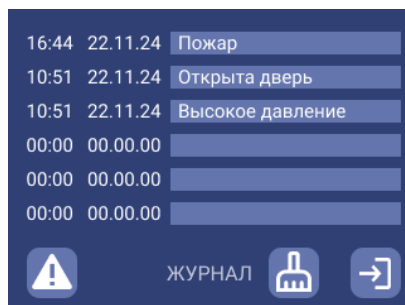 16:44 22.11.24 Пожар
10:51 22.11.24 Открыта дверь
10:51 22.11.24 Высокое давление
00:00 00.00.00
00:00 00.00.00
00:00 00.00.00
ЖУРНАЛ